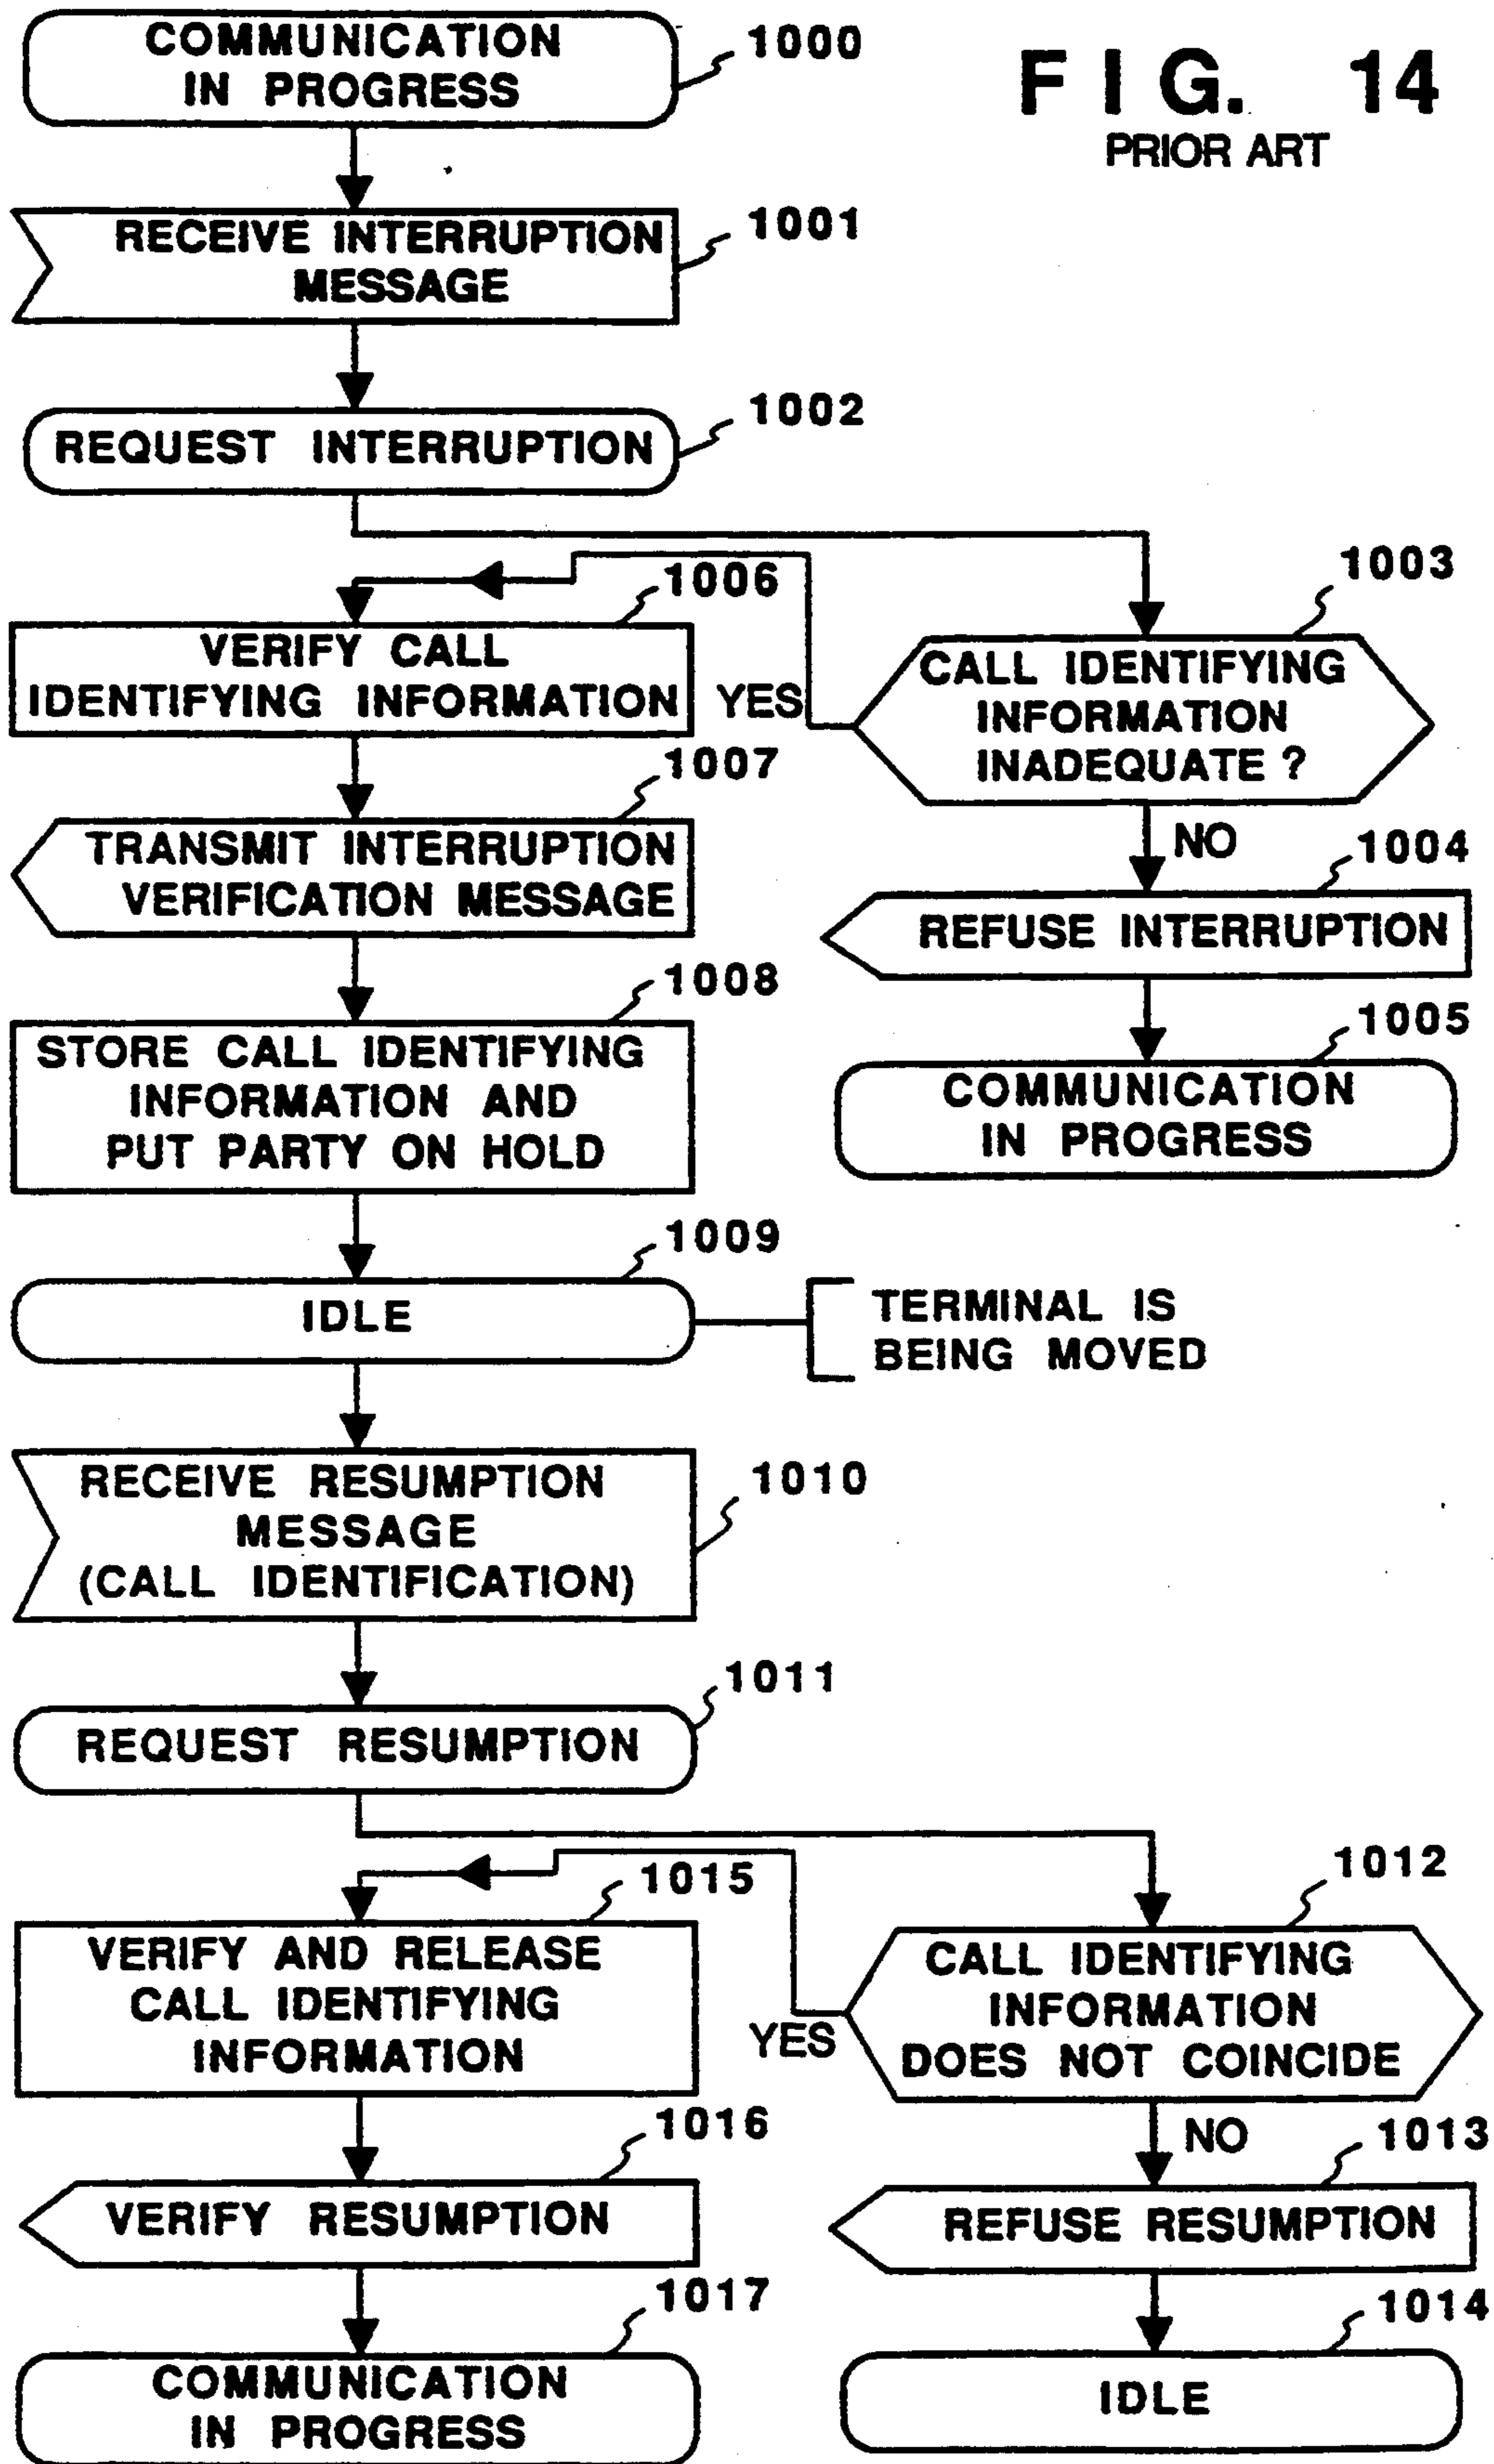 COMMUNICATION
IN PROGRESS
1000
FIG. 14
PRIOR ART
RECEIVE INTERRUPTION
MESSAGE
1001
REQUEST INTERRUPTION
1002
1003
CALL IDENTIFYING
INFORMATION
INADEQUATE ?
YES
NO
1006
VERIFY CALL
IDENTIFYING INFORMATION
1007
TRANSMIT INTERRUPTION
VERIFICATION MESSAGE
1004
REFUSE INTERRUPTION
1005
COMMUNICATION
IN PROGRESS
1008
STORE CALL IDENTIFYING
INFORMATION AND
PUT PARTY ON HOLD
1009
IDLE
TERMINAL IS
BEING MOVED
RECEIVE RESUMPTION
MESSAGE
(CALL IDENTIFICATION)
1010
1011
REQUEST RESUMPTION
1012
CALL IDENTIFYING
INFORMATION
DOES NOT COINCIDE
YES
NO
1015
VERIFY AND RELEASE
CALL IDENTIFYING
INFORMATION
1016
VERIFY RESUMPTION
1013
REFUSE RESUMPTION
1017
COMMUNICATION
IN PROGRESS
1014
IDLE